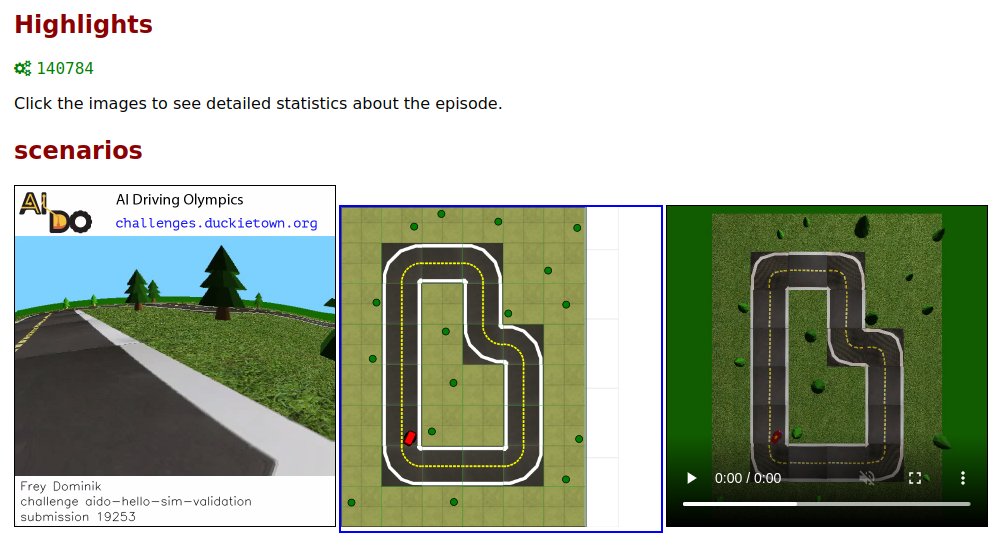 Highlights
140784
Click the images to see detailed statistics about the episode.
scenarios
AI
DO
AI Driving Olympics
challenges.duckietown.org
Frey Dominik
challenge aido-hello-sim-validation
submission 19253
0:00 / 0:00